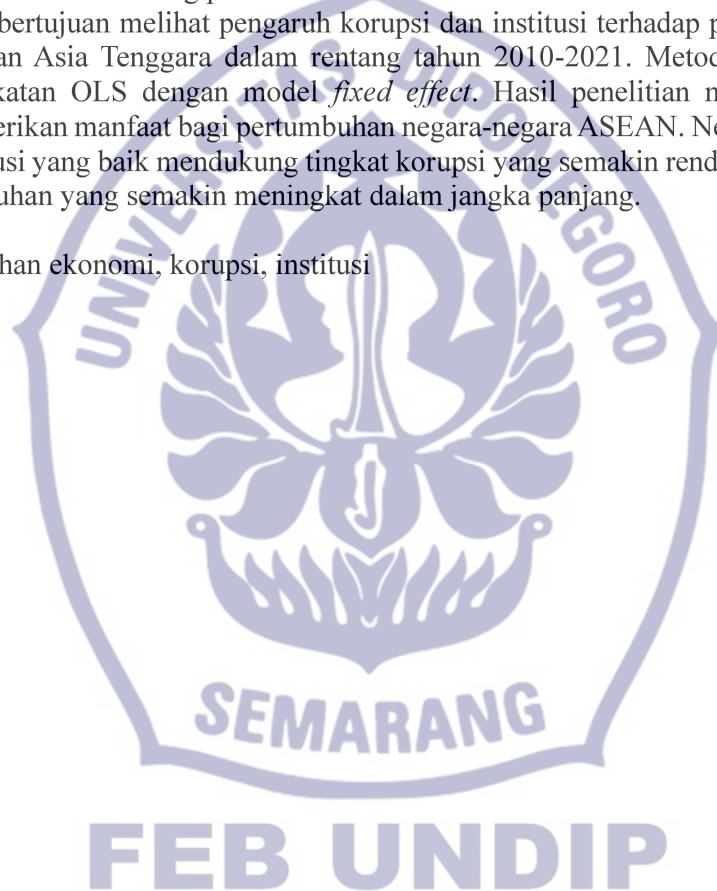 bertujuan melihat pengaruh korupsi dan institusi terhadap p
an Asia Tenggara dalam rentang tahun 2010-2021. Metod
katan OLS dengan model fixed effect. Hasil penelitian m
erikan manfaat bagi pertumbuhan negara-negara ASEAN. Ne
usi yang baik mendukung tingkat korupsi yang semakin rend
uhan yang semakin meningkat dalam jangka panjang.
han ekonomi, korupsi, institusi
UNIVERSITAS DIPONEGORO
SEMARANG
FEB UNDIP